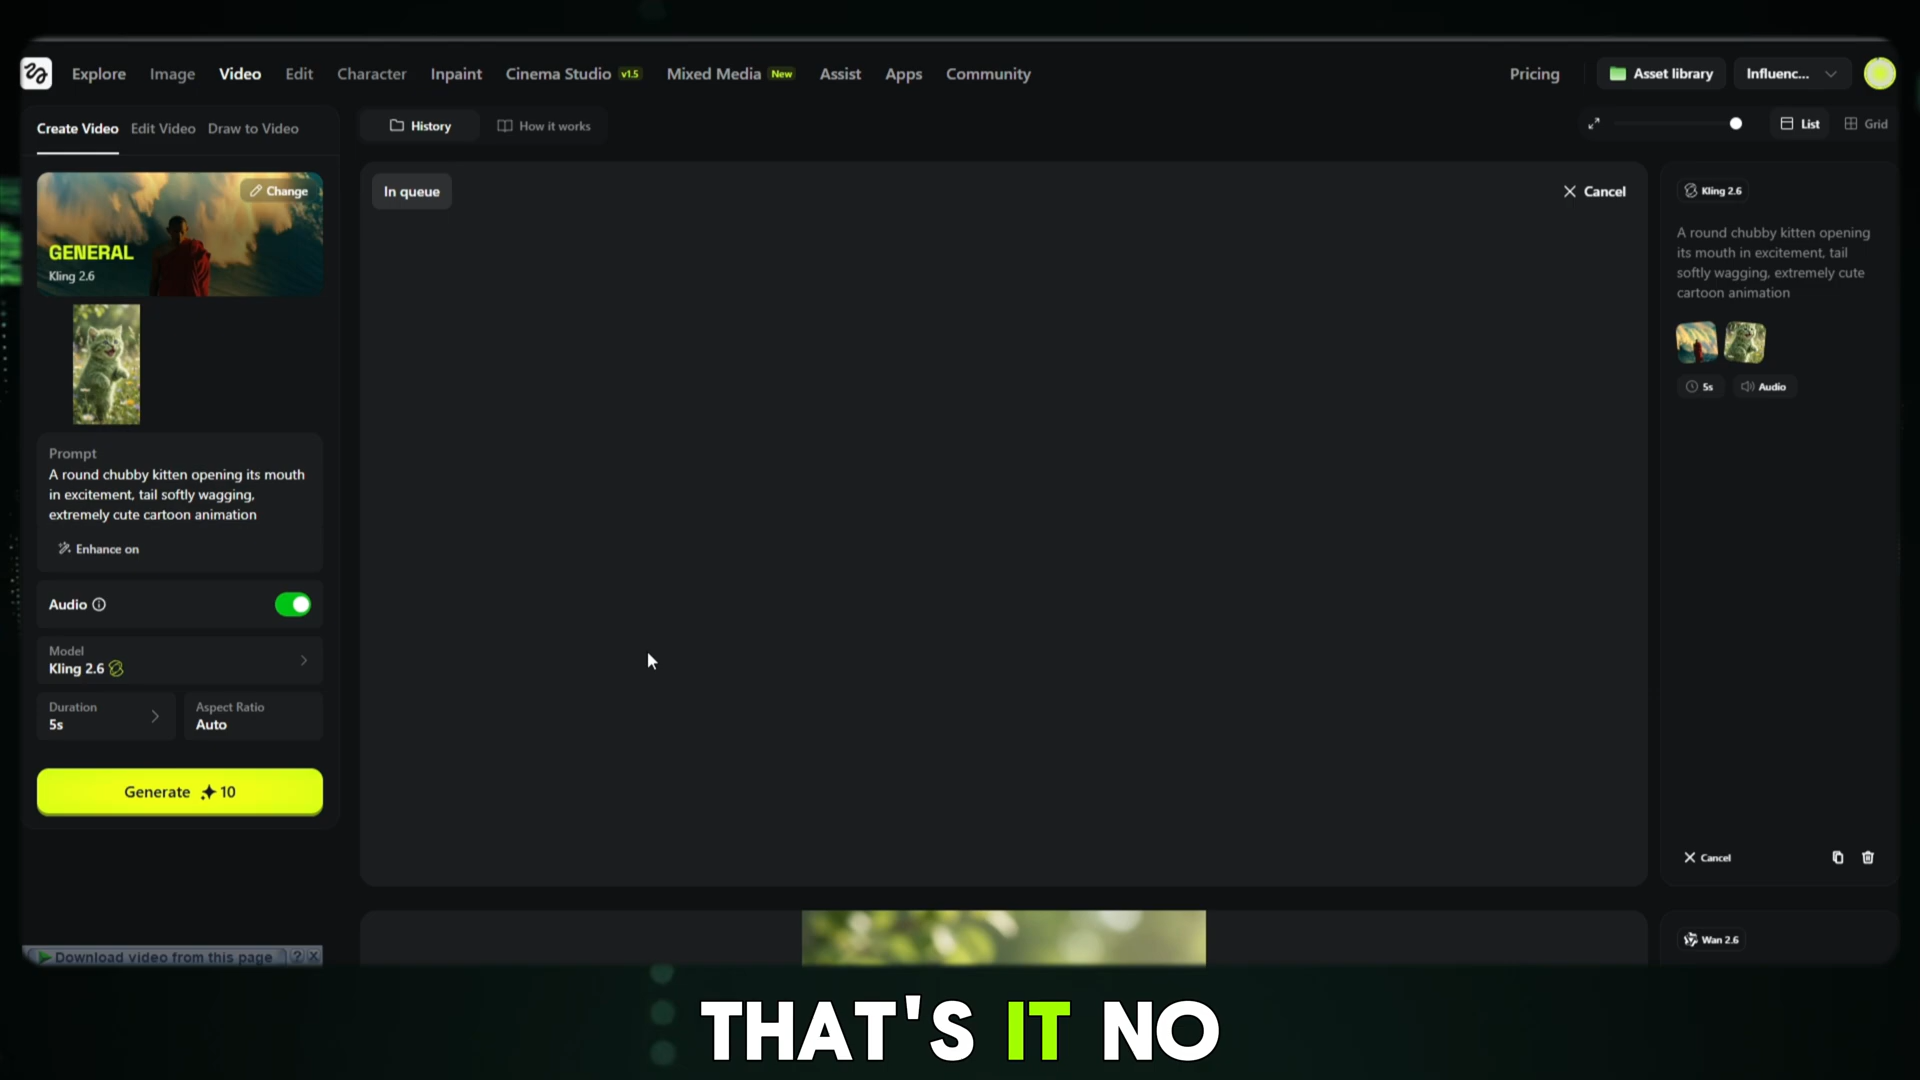 Explore Image Video Edit Character Inpaint Cinema Studio v1.5 Mixed Media New Assist Apps Community Pricing Asset library Influenc...
Create Video Edit Video Draw to Video
History How it works
List Grid
Change
GENERAL
Kling 2.6
Prompt
A round chubby kitten opening its mouth
in excitement, tail softly wagging,
extremely cute cartoon animation
Enhance on
Audio
Model
Kling 2.6
Duration
5s
Aspect Ratio
Auto
Generate 10
Download video from this page ? X
In queue
Cancel
Kling 2.6
A round chubby kitten opening
its mouth in excitement, tail
softly wagging, extremely cute
cartoon animation
5s Audio
Cancel
Wan 2.6
THAT'S IT NO